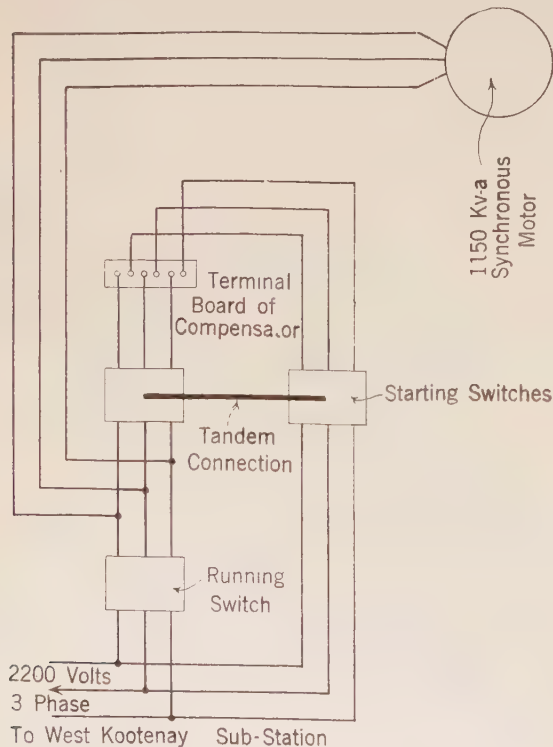 1150 Kv-a
Synchronous
Motor
Terminal
Board of
Compensator
Starting Switches
Tandem
Connection
Running
Switch
2200 Volts
3 Phase
To West Kootenay Sub-Station